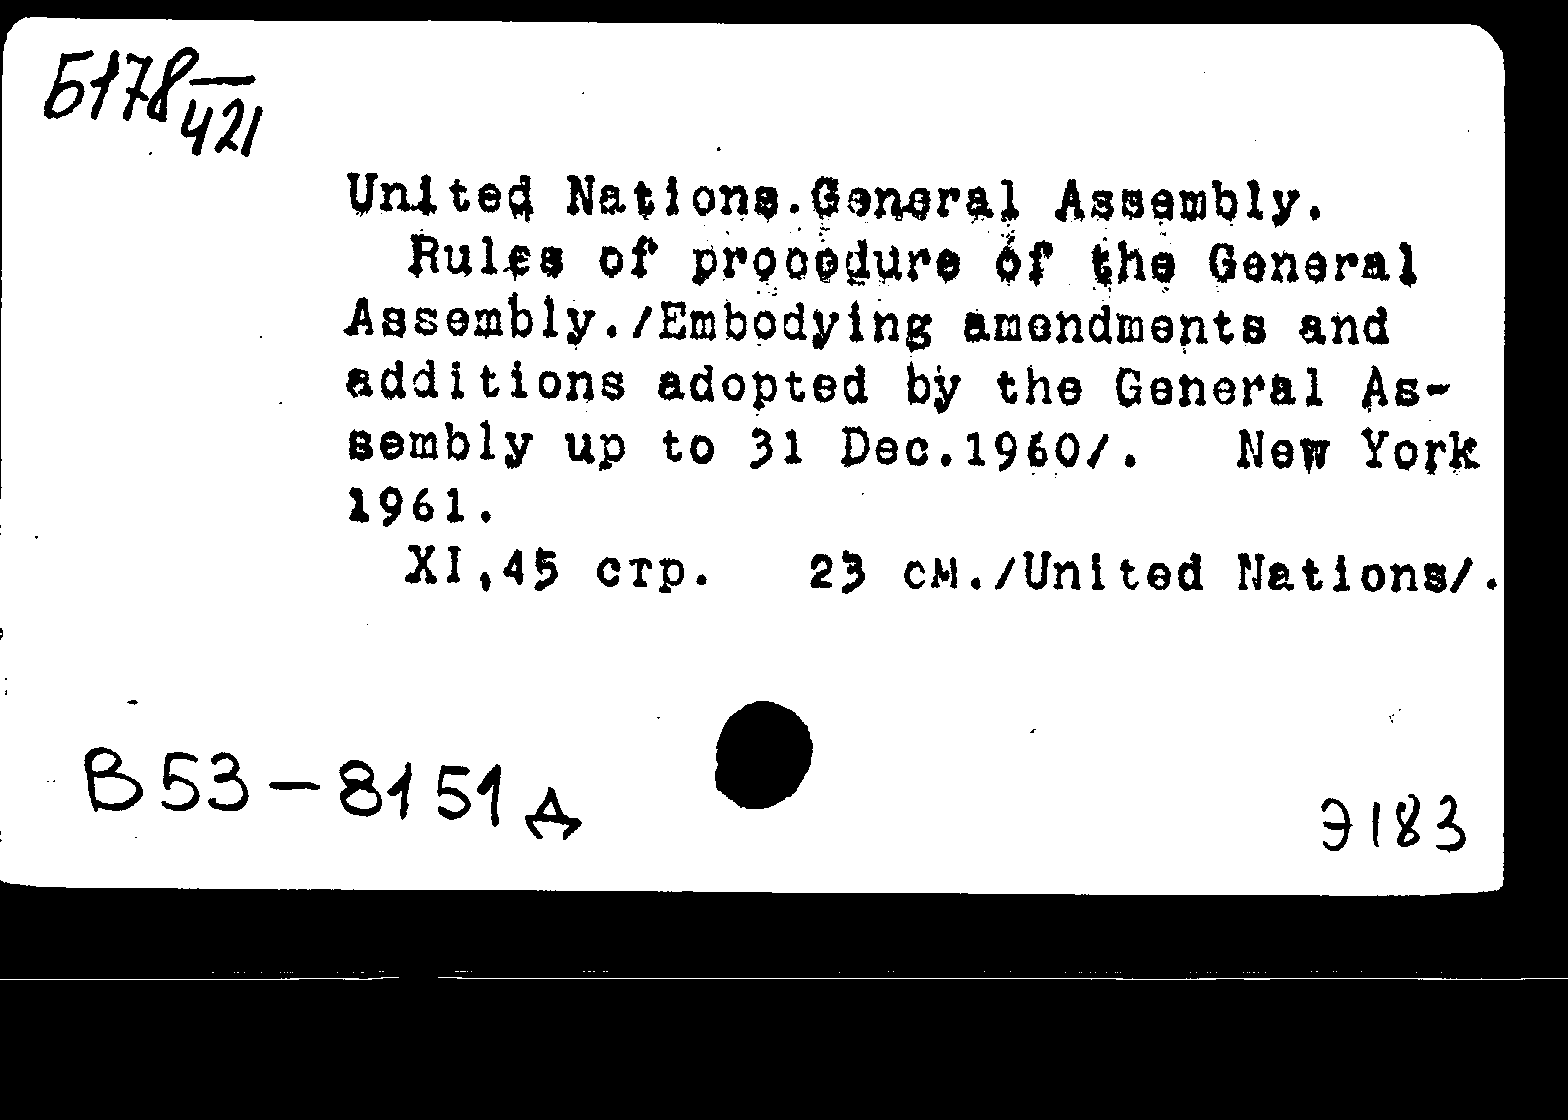 Б178
421
United Nations.General Assembly.
Rules of procedure of the General
Assembly./Embodying amendments and
additions adopted by the General As-
sembly up to 31 Dec.1960/. New York
1961.
XI,45 стр. 23 см./United Nations/.
В53-8151д
Э183